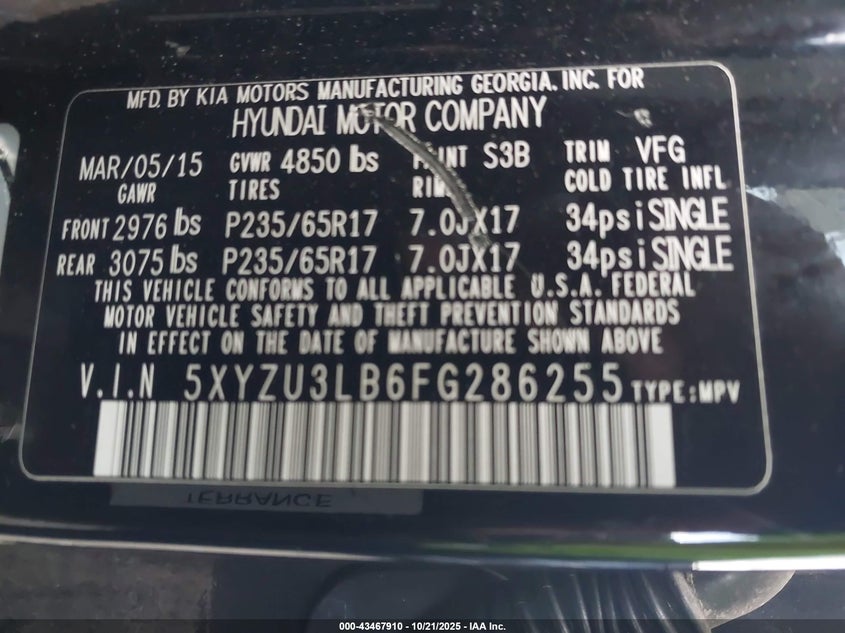 MFD. BY KIA MOTORS MANUFACTURING GEORGIA. INC. FOR
HYUNDAI MOTOR COMPANY
MAR/05/15 GVWR 4850 lbs PAINT S3B TRIM VFG
GAWR TIRES RIM COLD TIRE INFL
FRONT 2976 lbs P235/65R17 7.0JX17 34psi SINGLE
REAR 3075 lbs P235/65R17 7.0JX17 34psi SINGLE
THIS VEHICLE CONFORMS TO ALL APPLICABLE U.S.A. FEDERAL
MOTOR VEHICLE SAFETY AND THEFT PREVENTION STANDARDS
IN EFFECT ON THE DATE OF MANUFACTURE SHOWN ABOVE
V.I.N 5XYZU3LB6FG286255 TYPE:MPV
TERRANCE
000-43467910 - 10/21/2025 - IAA Inc.